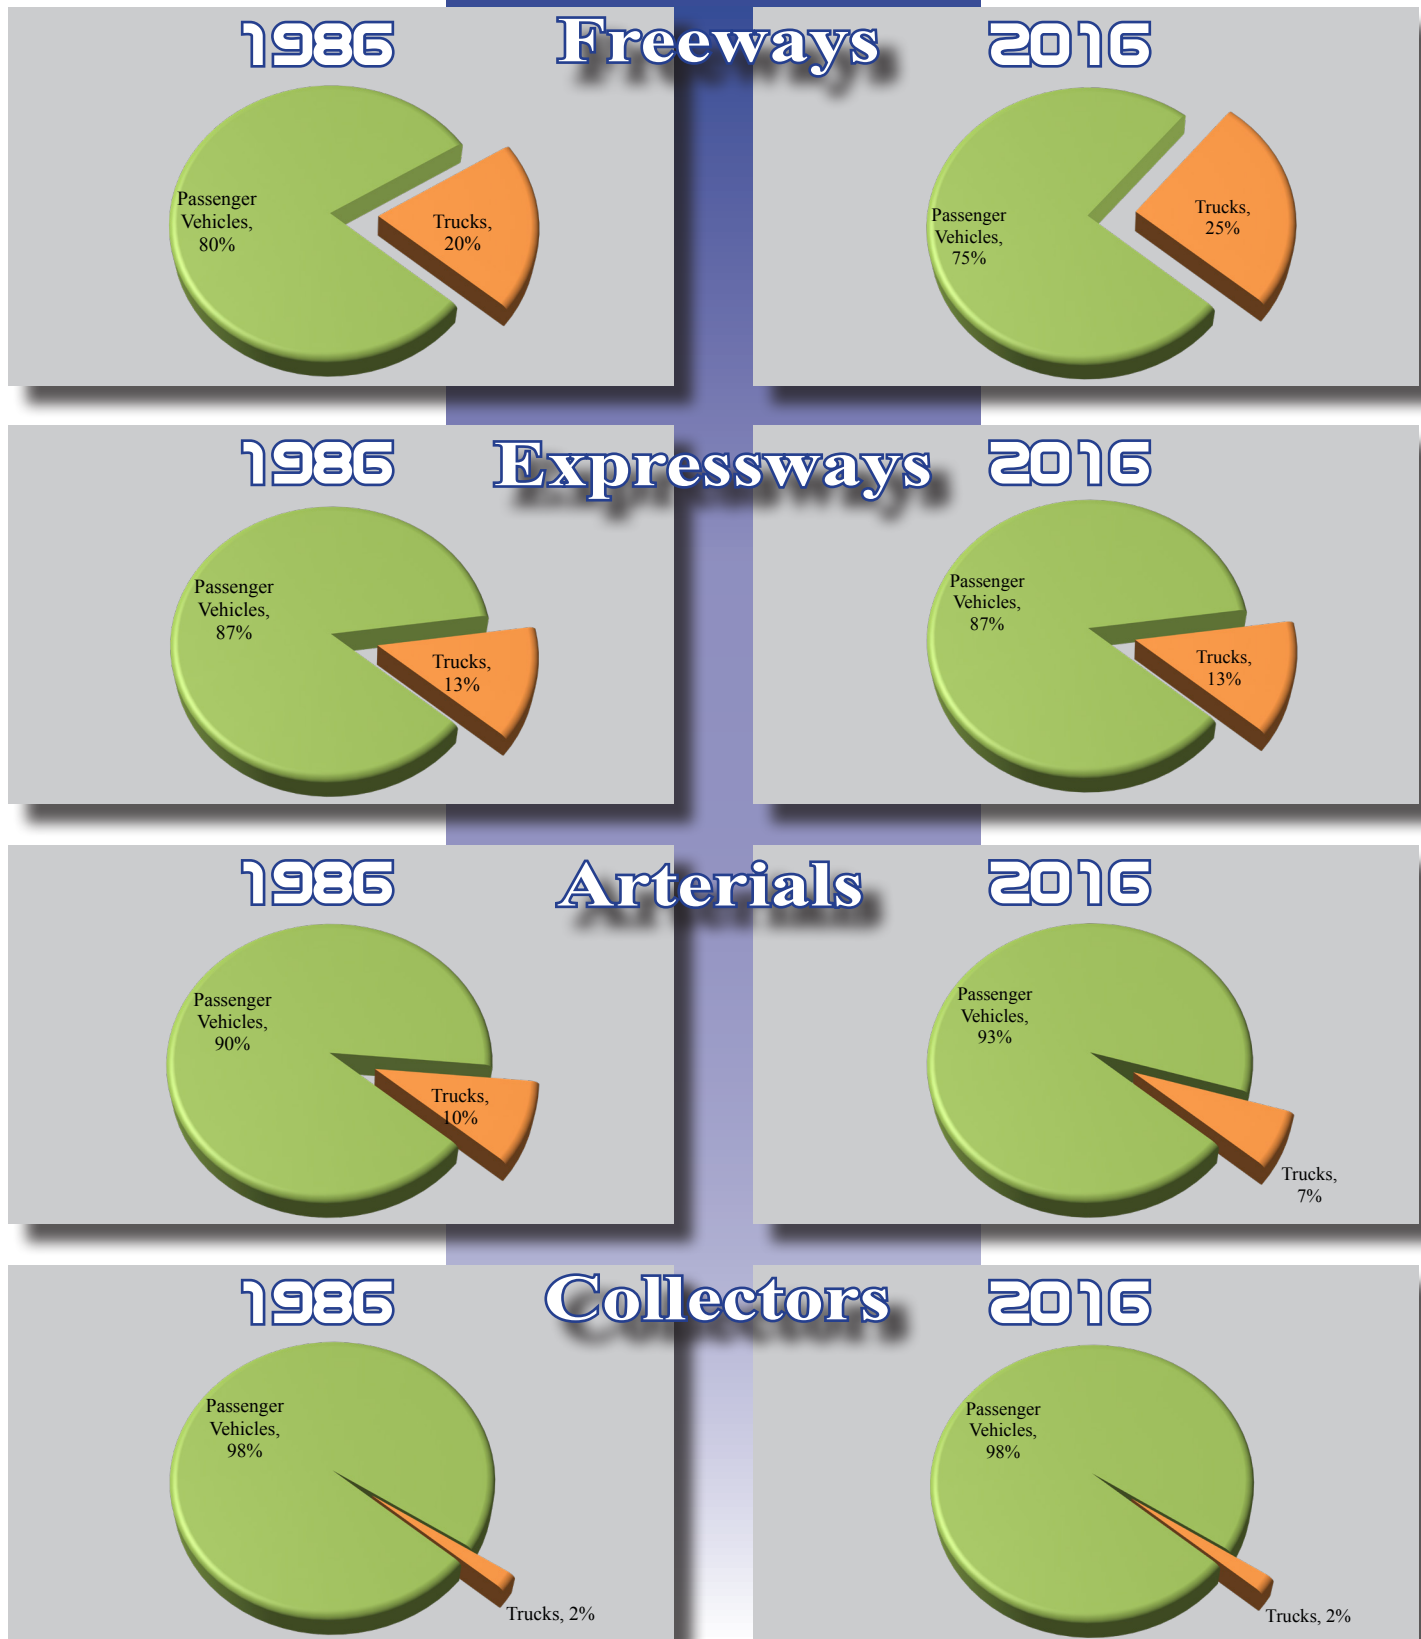 1986
Freeways
2016
Passenger
Vehicles,
80%
Trucks,
20%
Passenger
Vehicles,
75%
Trucks,
25%
1986
Expressways
2016
Passenger
Vehicles,
87%
Trucks,
13%
Passenger
Vehicles,
87%
Trucks,
13%
1986
Arterials
2016
Passenger
Vehicles,
90%
Trucks,
10%
Passenger
Vehicles,
93%
Trucks,
7%
1986
Collectors
2016
Passenger
Vehicles,
98%
Trucks, 2%
Passenger
Vehicles,
98%
Trucks, 2%